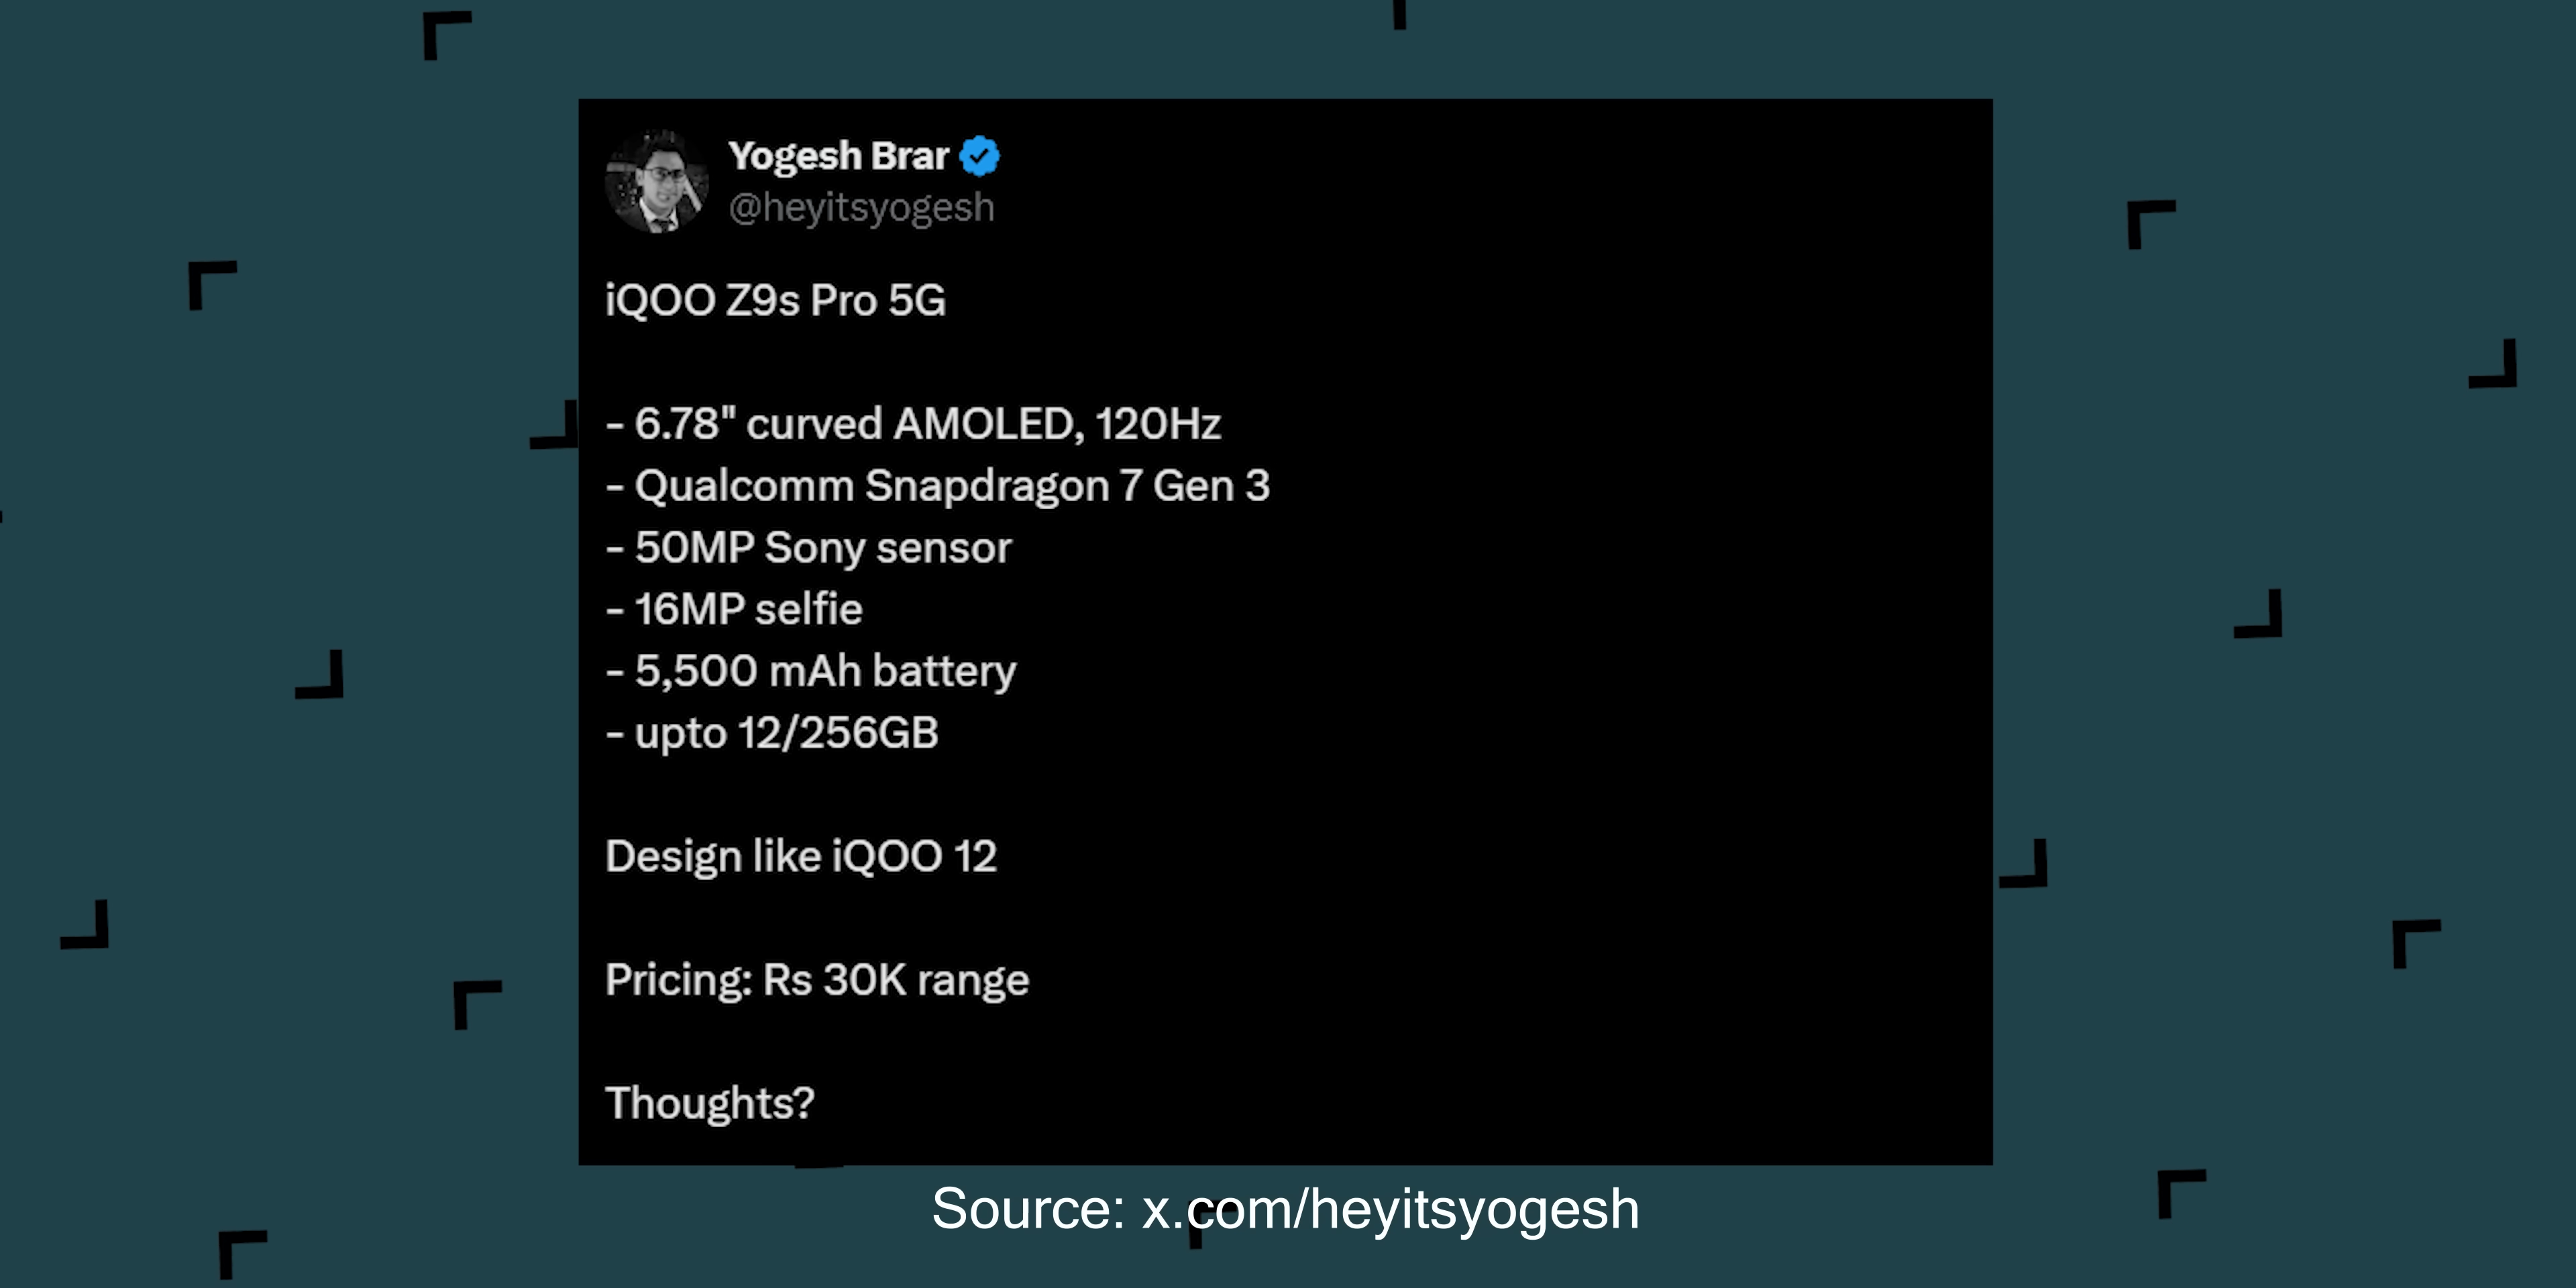 Yogesh Brar
@heyitsyogesh
iQOO Z9s Pro 5G
- 6.78" curved AMOLED, 120Hz
- Qualcomm Snapdragon 7 Gen 3
- 50MP Sony sensor
- 16MP selfie
- 5,500 mAh battery
- upto 12/256GB
Design like iQOO 12
Pricing: Rs 30K range
Thoughts?
Source: x.com/heyitsyogesh